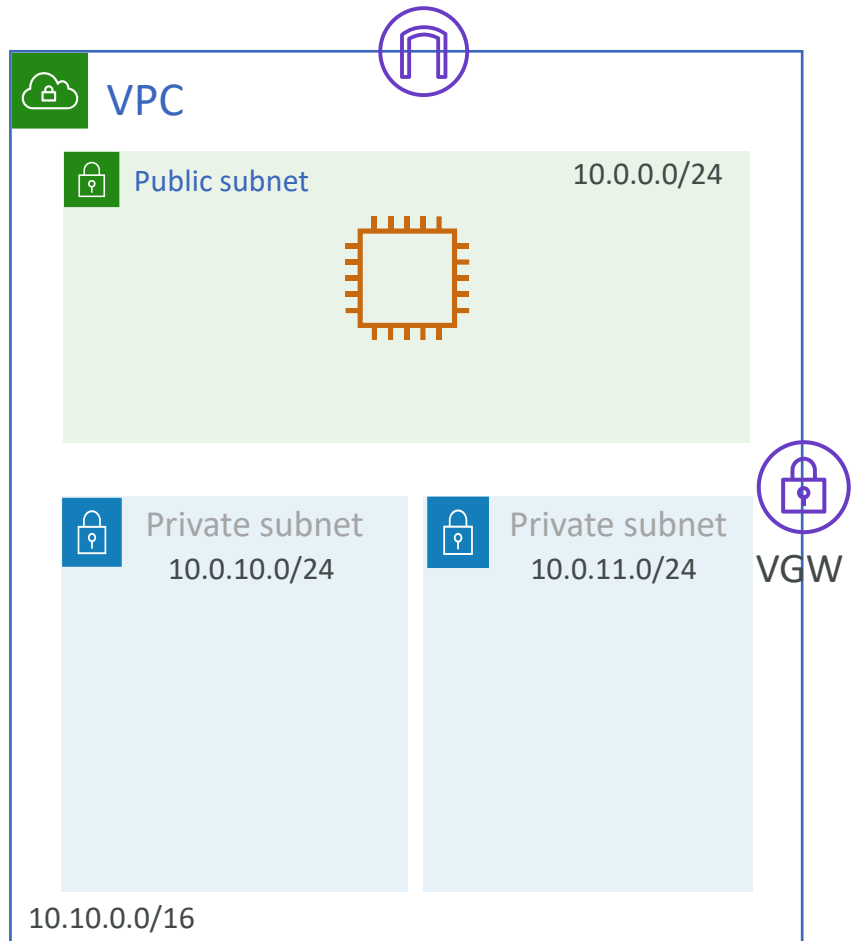 VPC
Public subnet
10.0.0.0/24
Private subnet
10.0.10.0/24
Private subnet
10.0.11.0/24
VGW
10.10.0.0/16